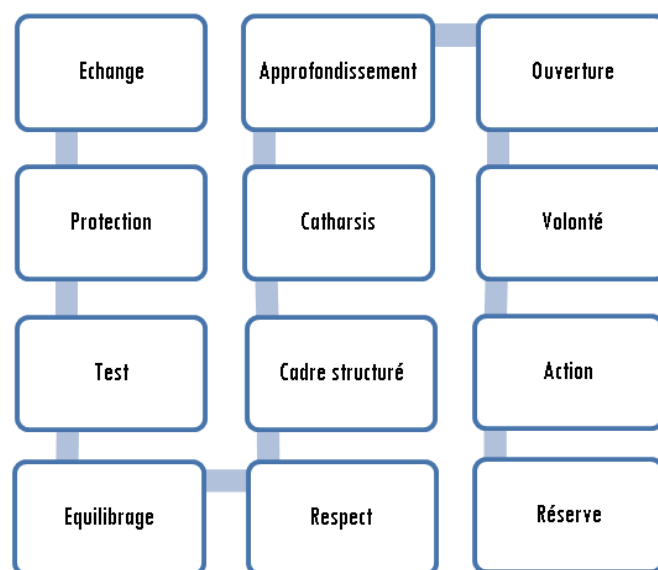 Echange
Protection
Test
Equilibrage
Respect
Cadre structuré
Catharsis
Approfondissement
Ouverture
Volonté
Action
Réserve